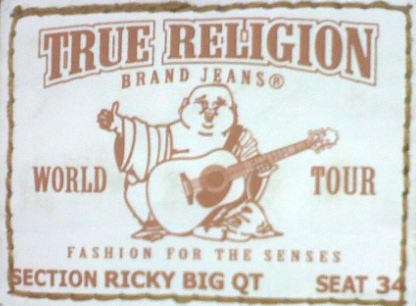 TRUE RELIGION
BRAND JEANS®
WORLD TOUR
FASHION FOR THE SENSES
SECTION RICKY BIG QT SEAT 34